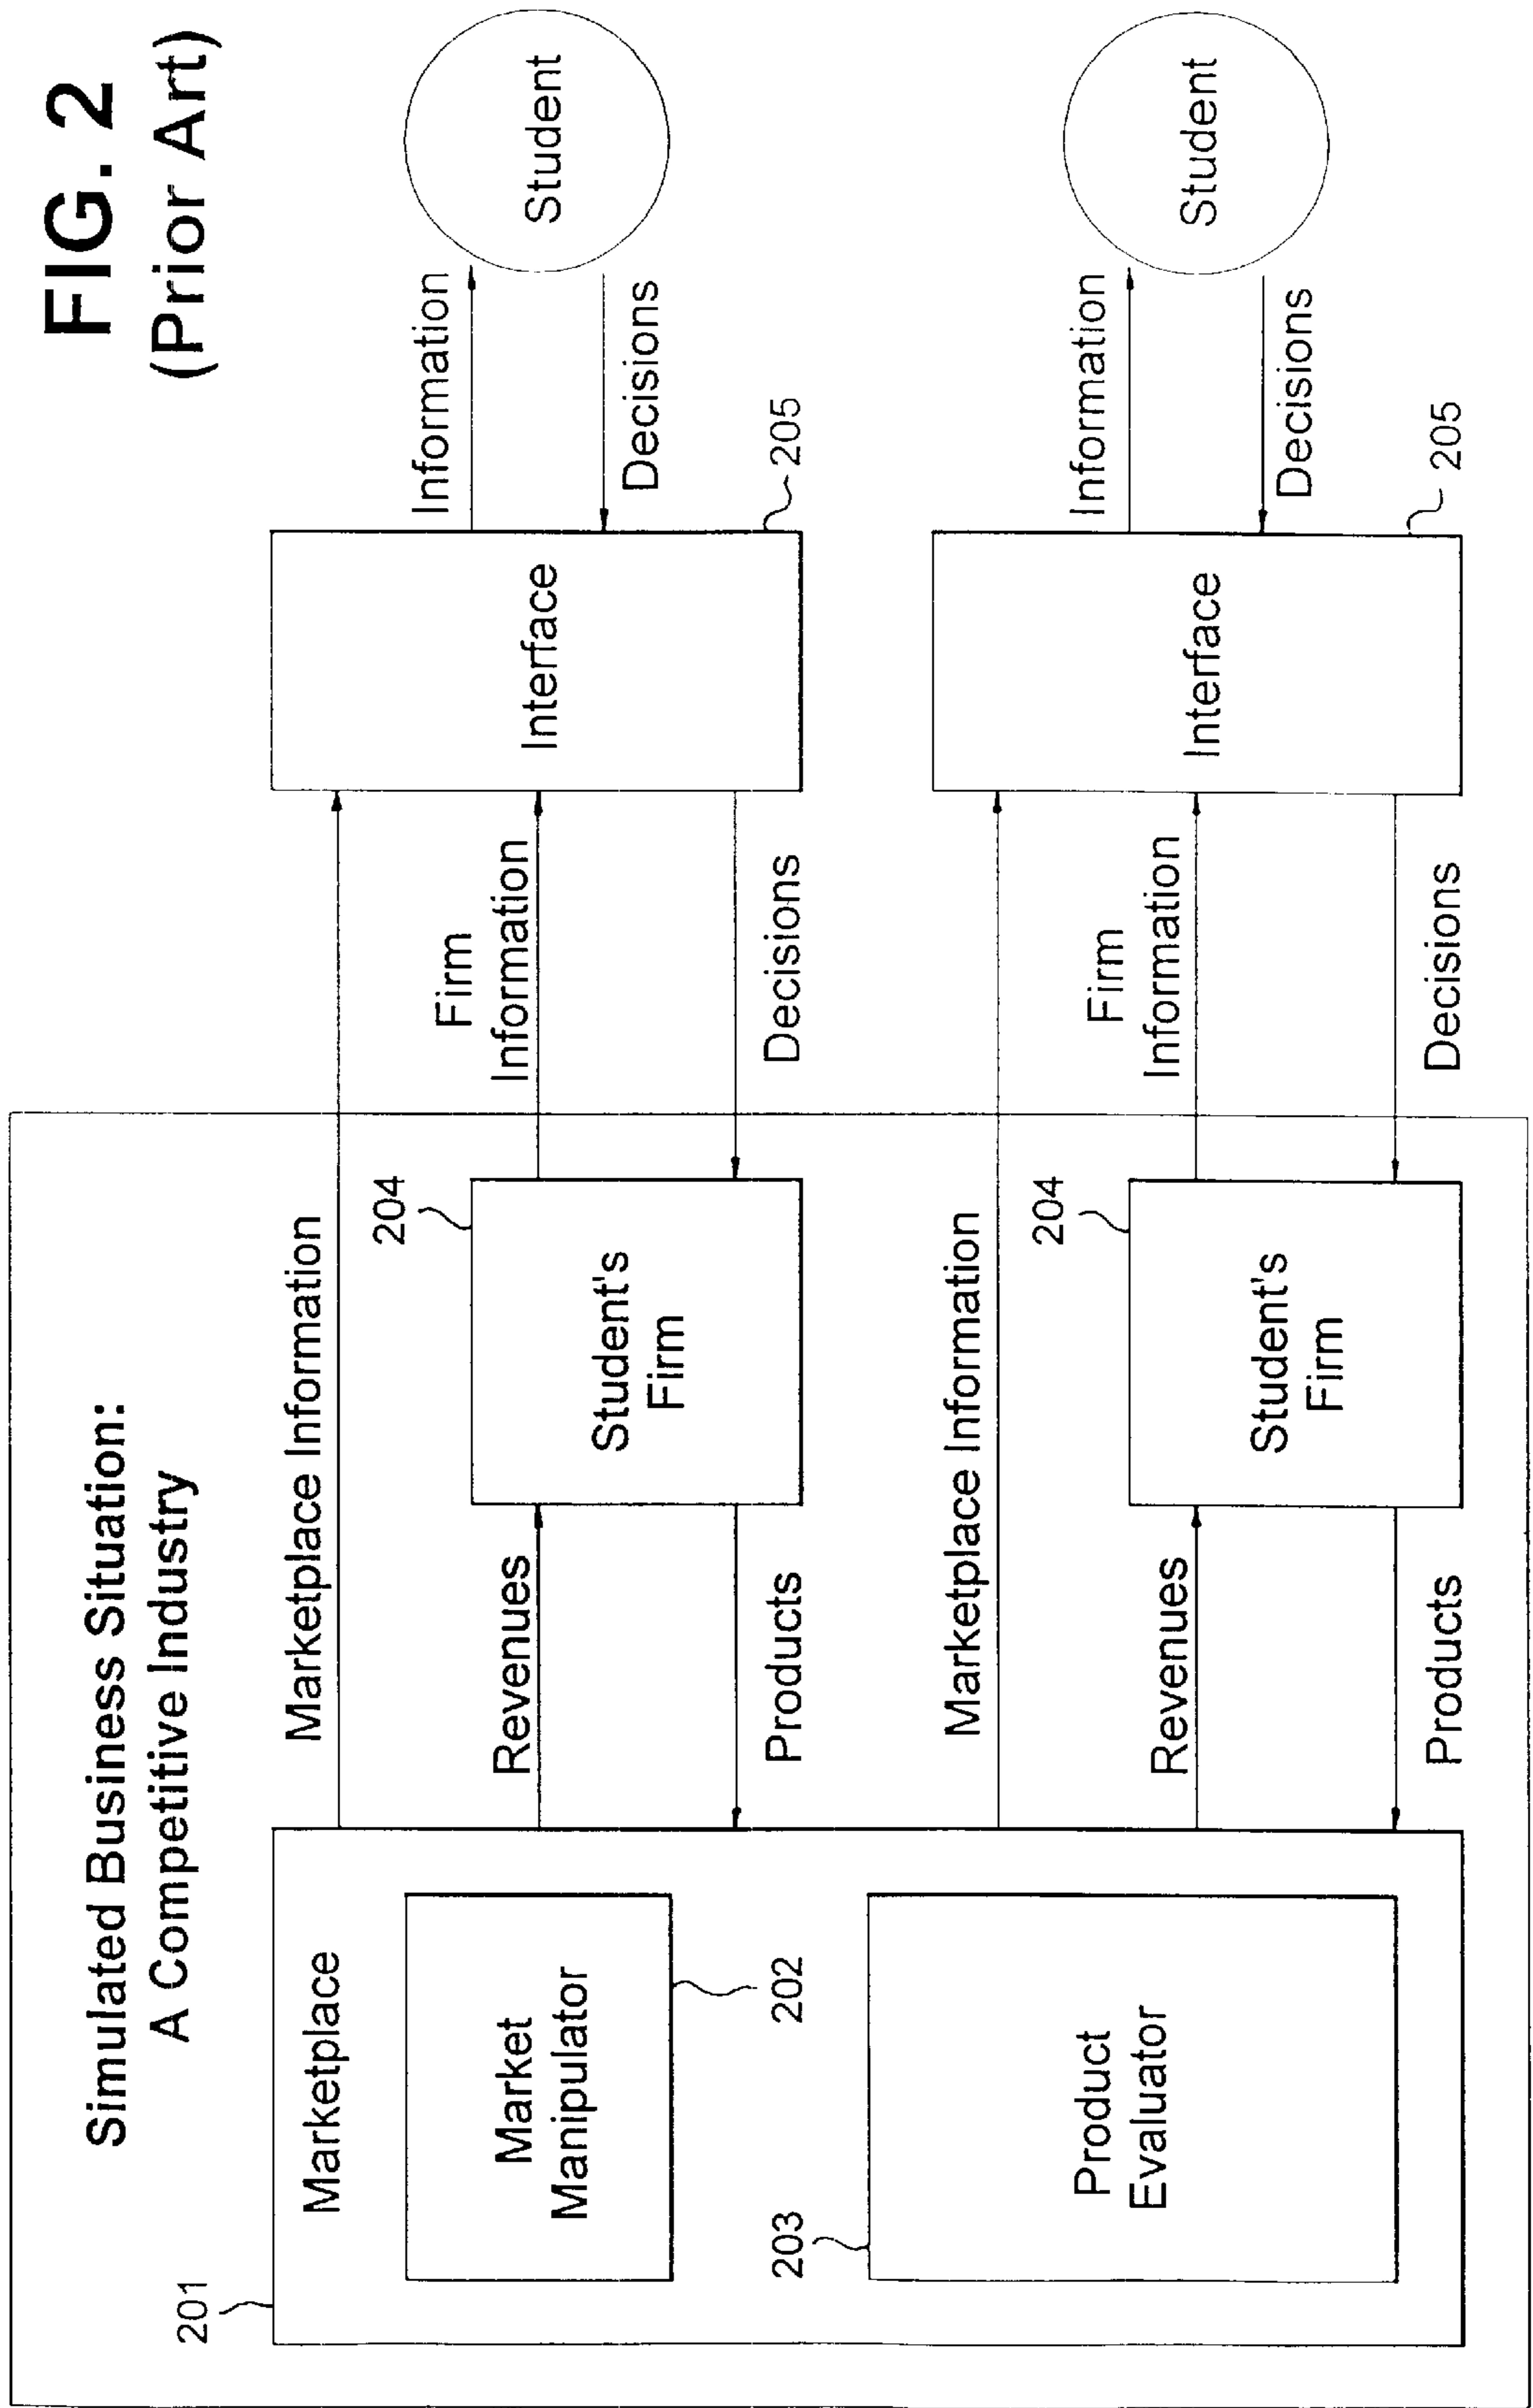 FIG. 2
(Prior Art)
Simulated Business Situation:
A Competitive Industry
201
Marketplace
Market
Manipulator
202
203
Product
Evaluator
Marketplace Information
Revenues
Products
204
Student's
Firm
Firm
Information
Decisions
Interface
205
Information
Decisions
Student
Marketplace Information
Revenues
Products
204
Student's
Firm
Firm
Information
Decisions
Interface
205
Information
Decisions
Student